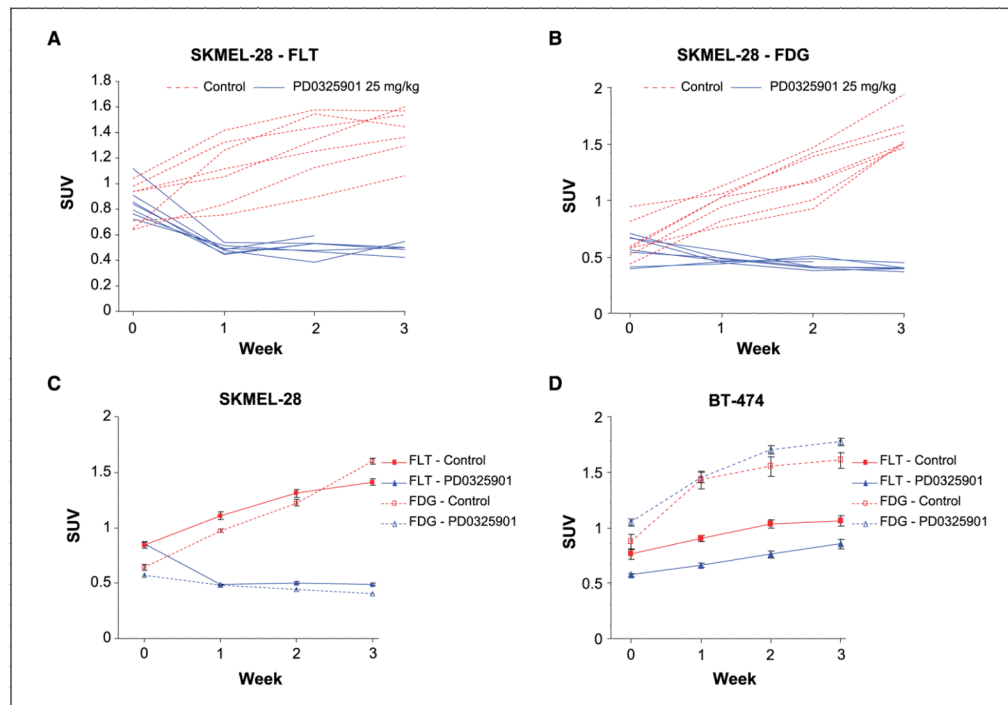 A
SKMEL-28 - FLT
Control
PD0325901 25 mg/kg
SUV
1.8
1.6
1.4
1.2
1
0.8
0.6
0.4
0.2
0
0
1
2
3
Week
B
SKMEL-28 - FDG
Control
PD0325901 25 mg/kg
SUV
2
1.5
1
0.5
0
0
1
2
3
Week
C
SKMEL-28
SUV
2
1.5
1
0.5
0
0
1
2
3
Week
FLT - Control
FLT - PD0325901
FDG - Control
FDG - PD0325901
D
BT-474
SUV
2
1.5
1
0.5
0
0
1
2
3
Week
FLT - Control
FLT - PD0325901
FDG - Control
FDG - PD0325901